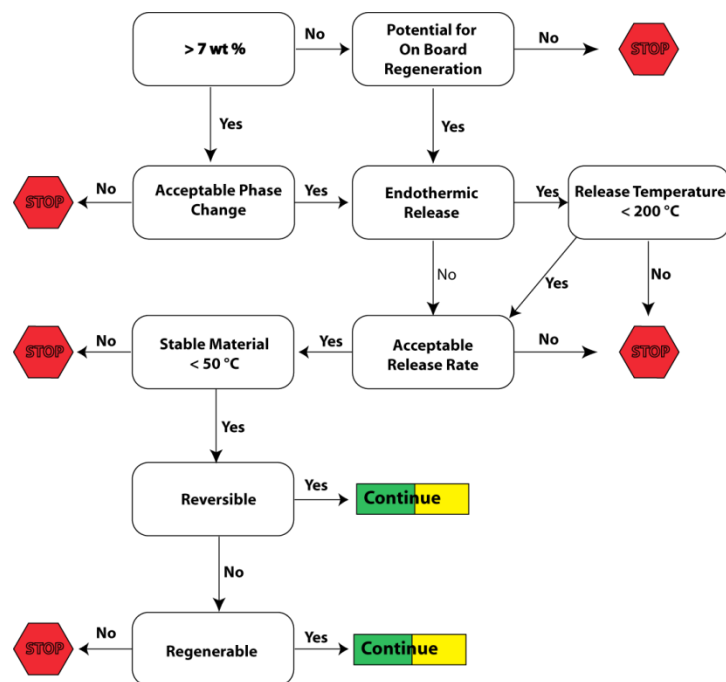 > 7 wt %
No
Potential for
On Board
Regeneration
No
STOP
Yes
Yes
STOP
No
Acceptable Phase
Change
Yes
Endothermic
Release
Yes
Release Temperature
< 200 °C
No
Yes
No
STOP
No
Stable Material
< 50 °C
Yes
Acceptable
Release Rate
No
STOP
Yes
Reversible
Yes
Continue
No
STOP
No
Regenerable
Yes
Continue